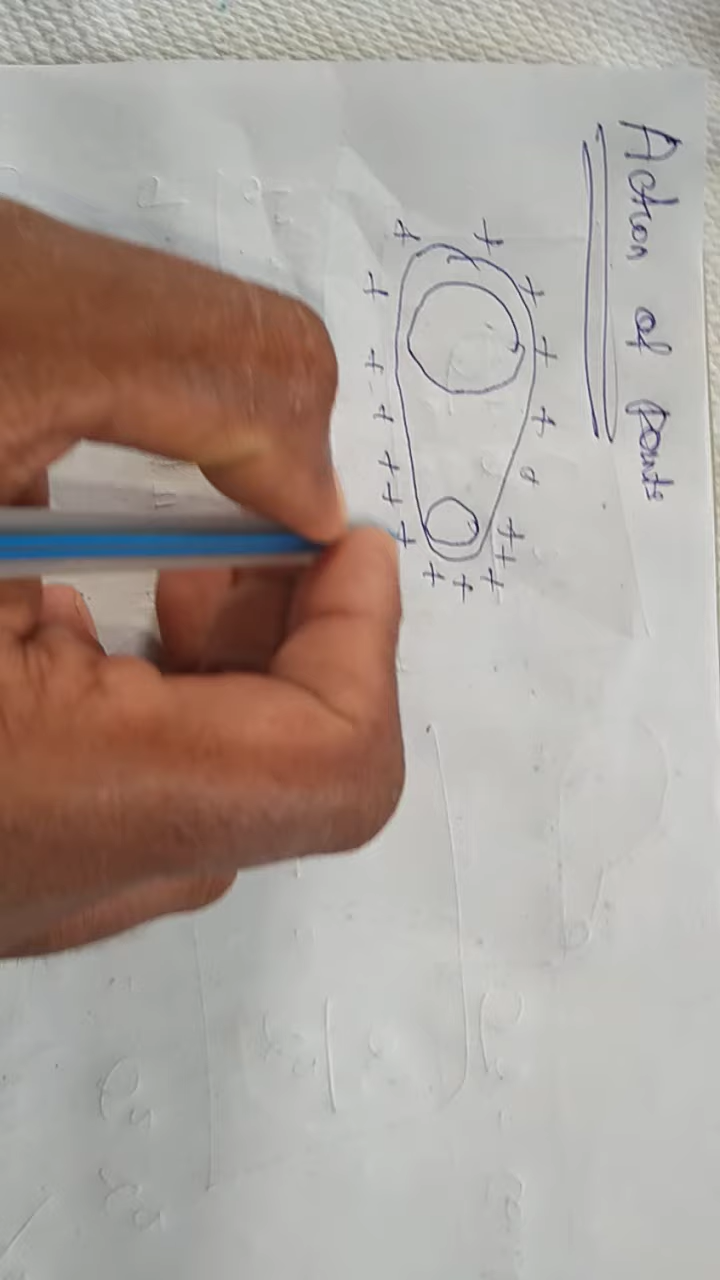 Action of points
+ + + + + + + + + + + + + + + + + +